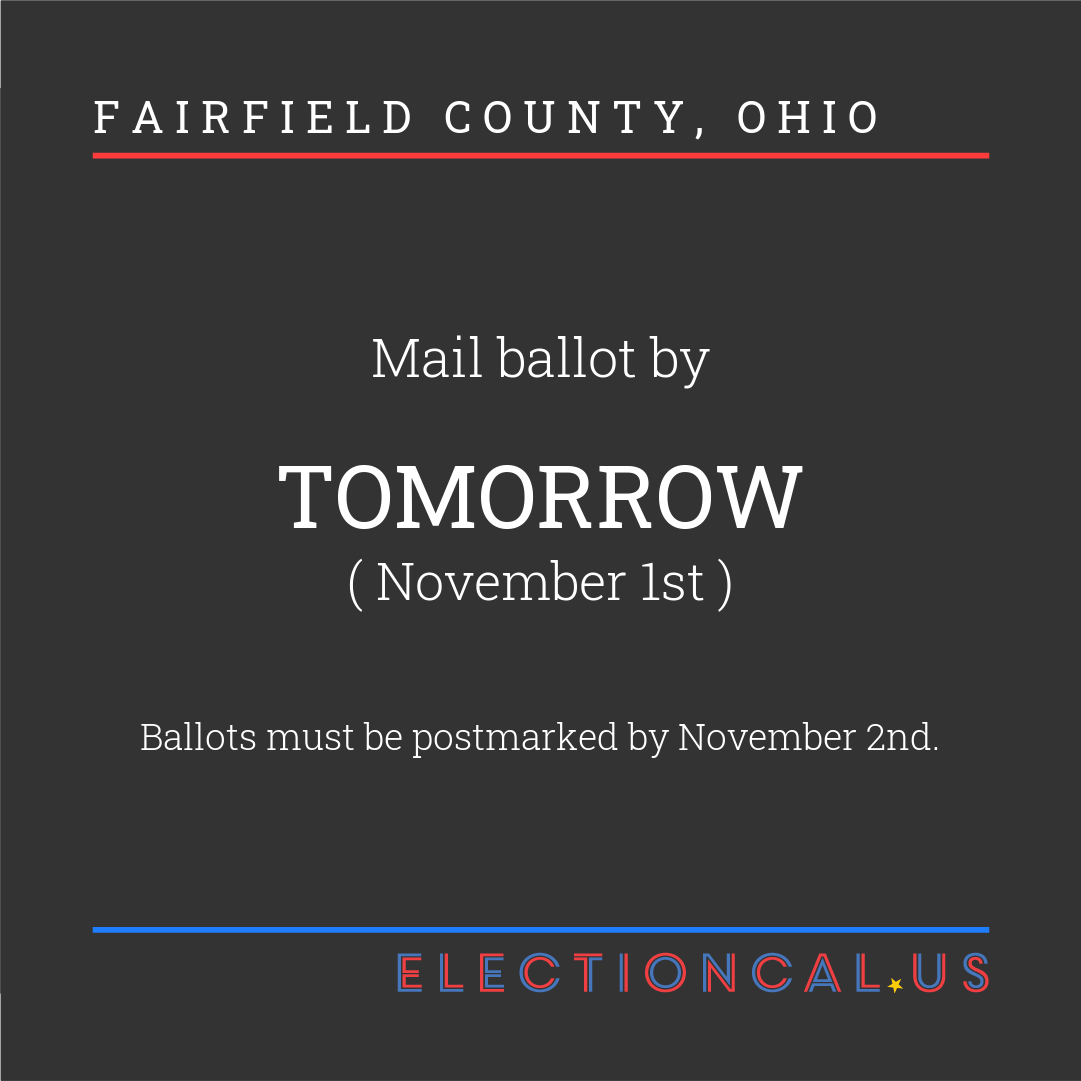 FAIRFIELD COUNTY, OHIO
Mail ballot by
TOMORROW
( November 1st )
Ballots must be postmarked by November 2nd.
ELECTIONCAL.US